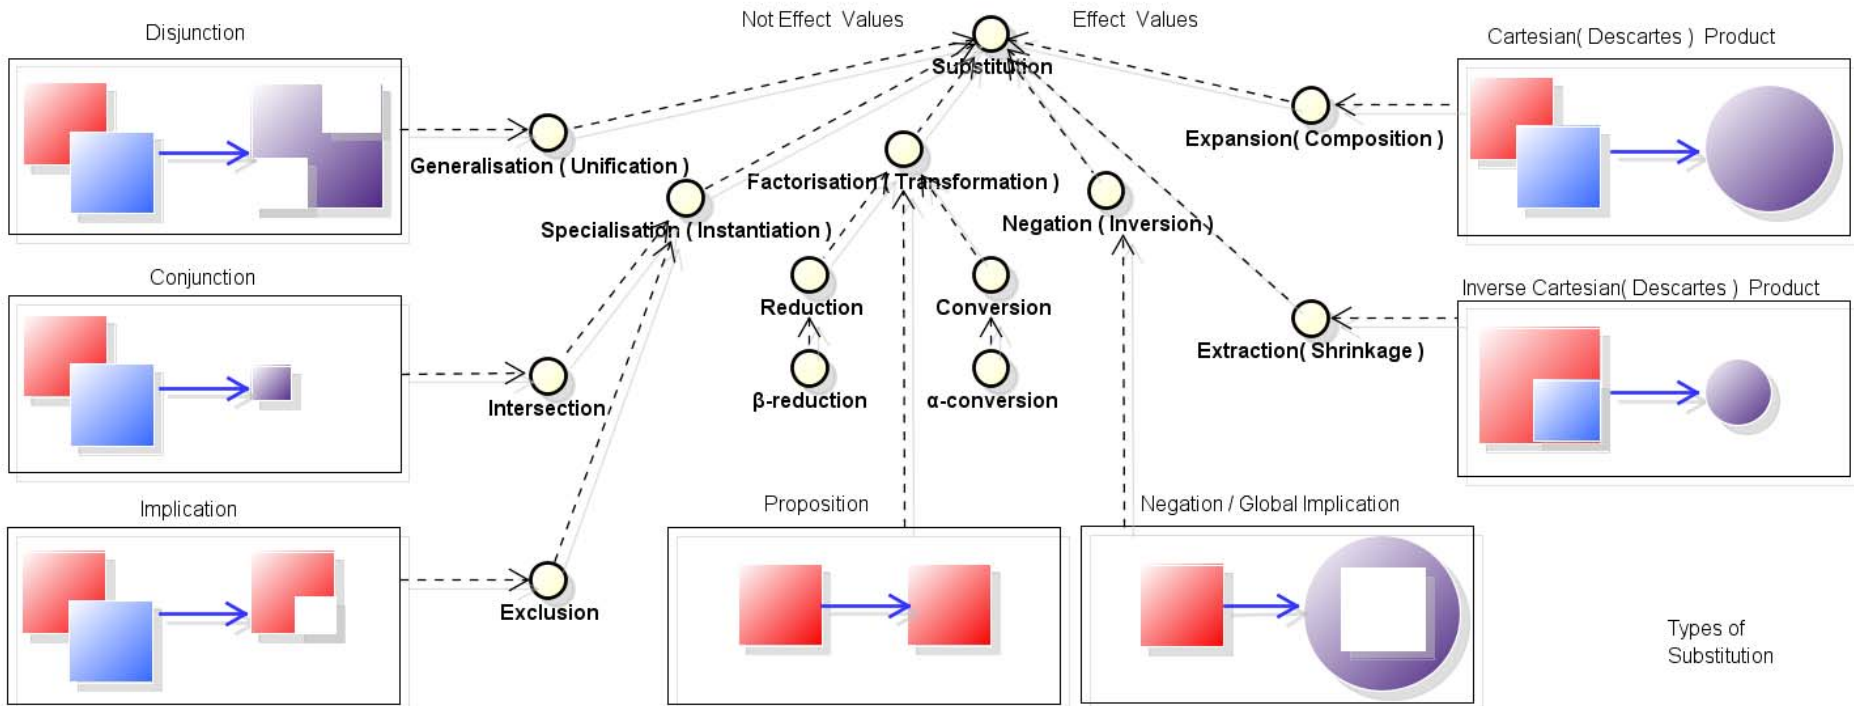 Not Effect Values
Effect Values
Disjunction
Cartesian( Descartes ) Product
Substitution
Generalisation ( Unification )
Expansion( Composition )
Factorisation ( Transformation )
Specialisation ( Instantiation )
Negation ( Inversion )
Conjunction
Inverse Cartesian( Descartes ) Product
Reduction
Conversion
Extraction( Shrinkage )
β-reduction
α-conversion
Intersection
Implication
Proposition
Negation / Global Implication
Exclusion
Types of
Substitution